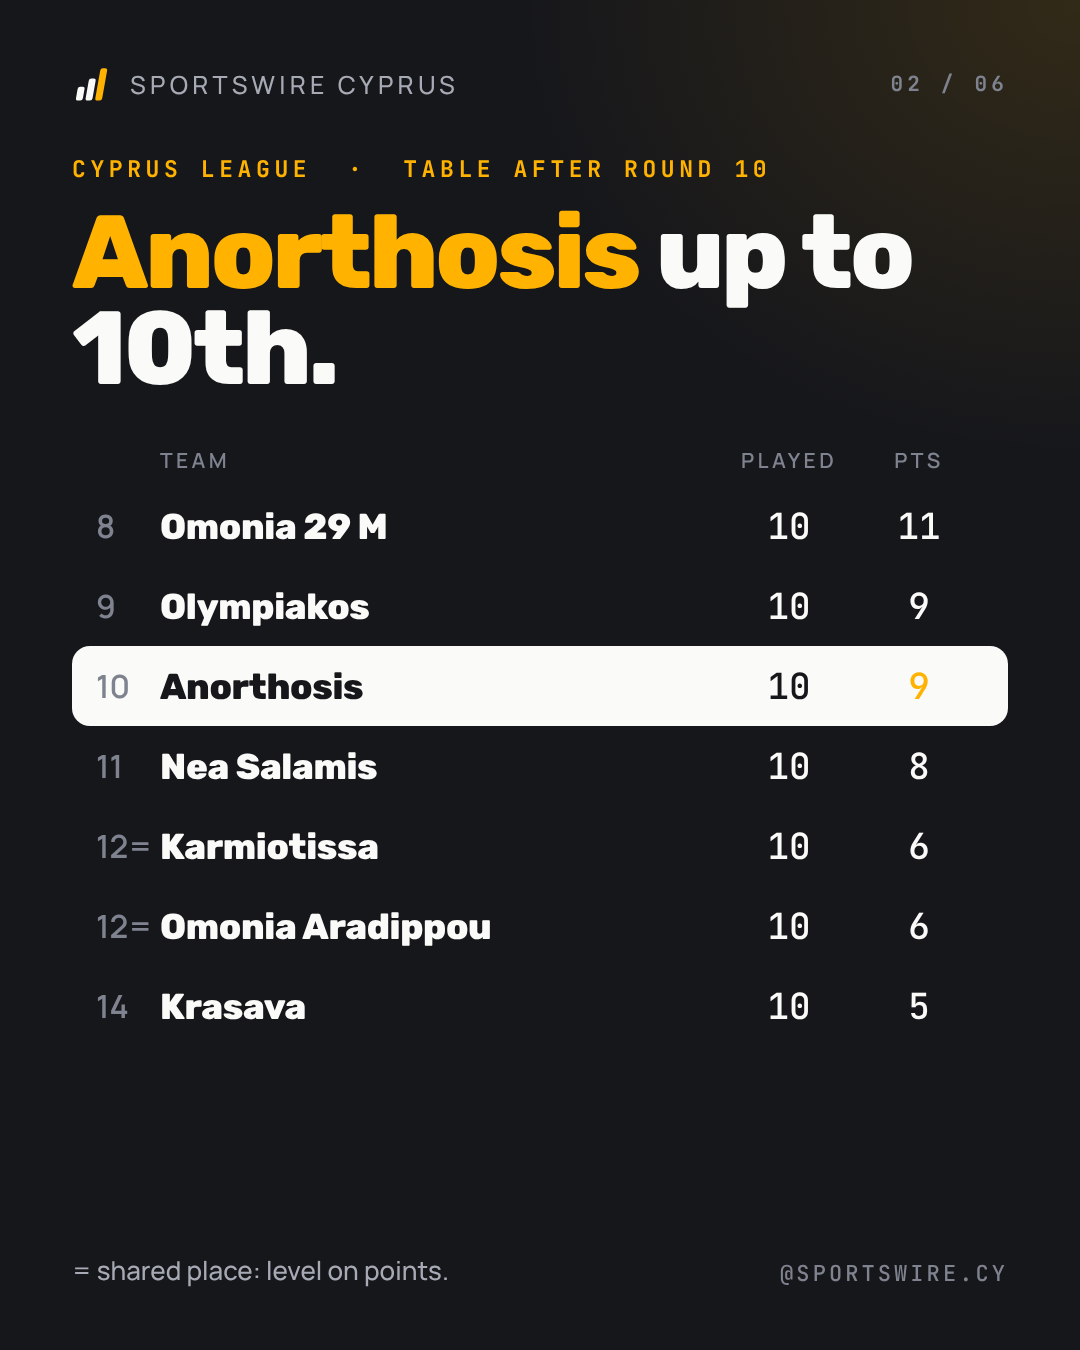 SPORTSWIRE CYPRUS
02 / 06
CYPRUS LEAGUE · TABLE AFTER ROUND 10
Anorthosis up to
10th.
TEAM PLAYED PTS
8 Omonia 29 M 10 11
9 Olympiakos 10 9
10 Anorthosis 10 9
11 Nea Salamis 10 8
12= Karmiotissa 10 6
12= Omonia Aradippou 10 6
14 Krasava 10 5
= shared place: level on points.
@SPORTSWIRE.CY